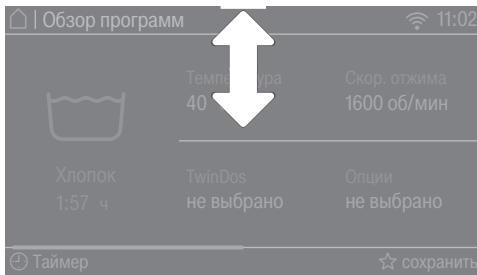 | Обзор программ 11:02
Температура Скор. отжима
40 1600 об/мин
Хлопок TwinDos Опции
1:57 ч не выбрано не выбрано
Таймер сохранить